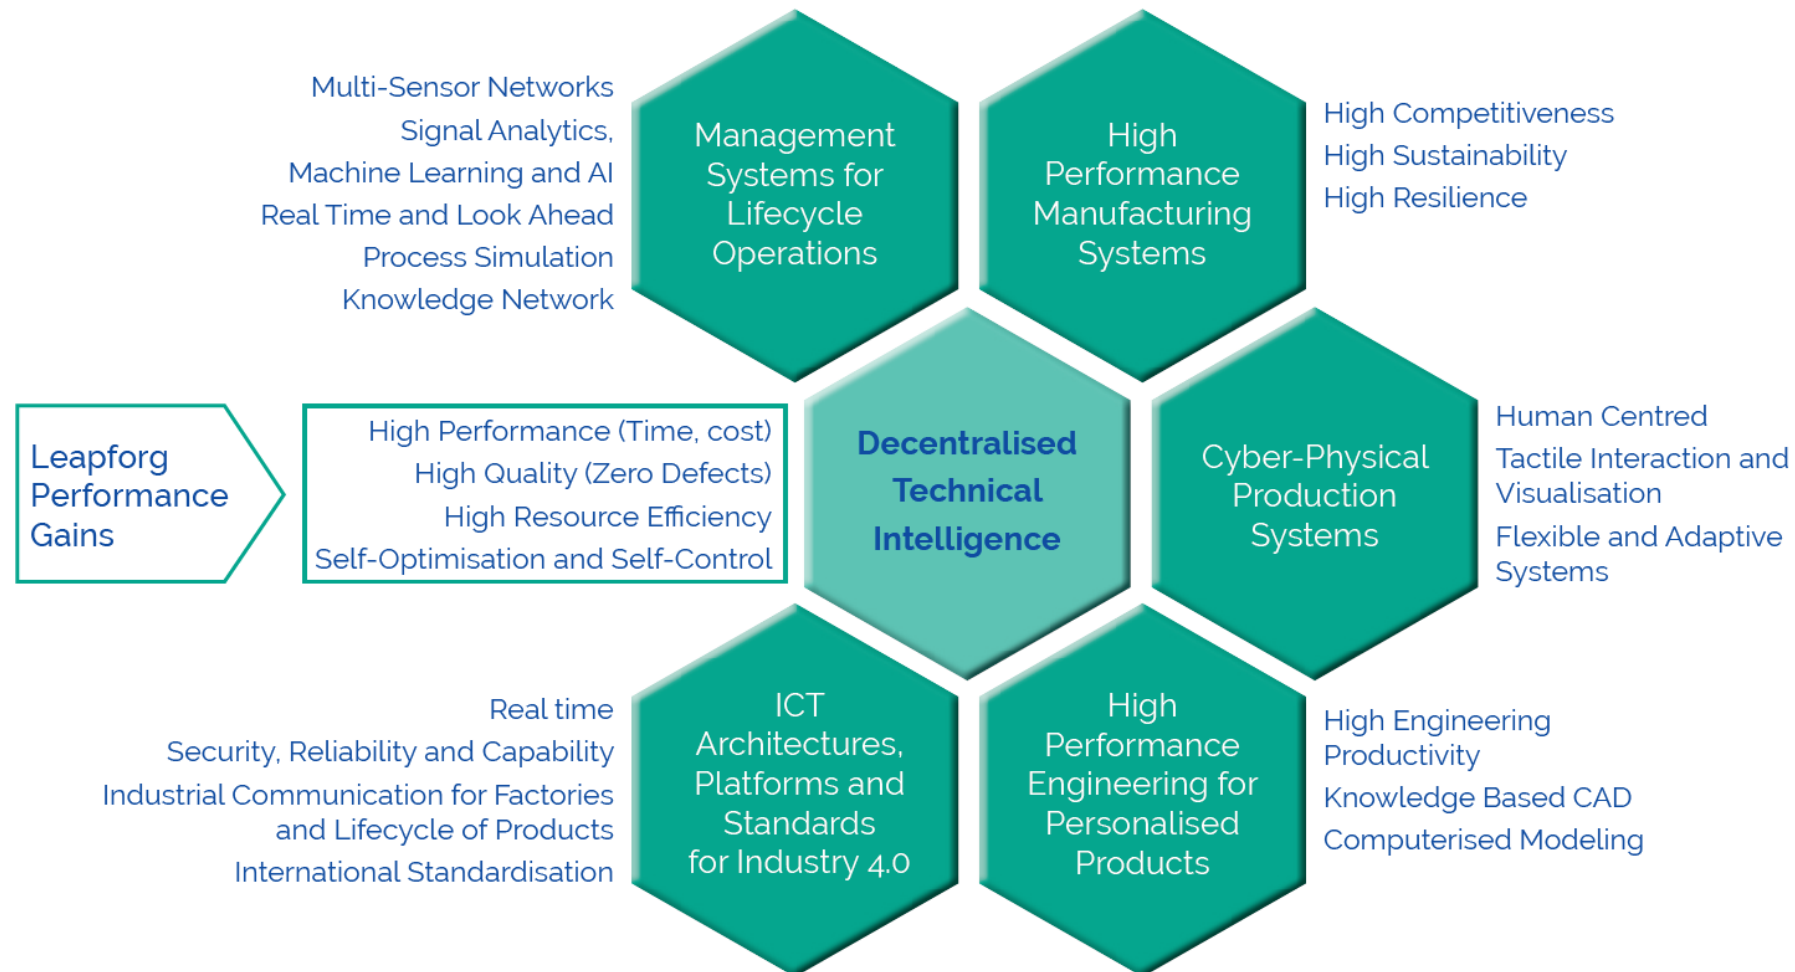 Multi-Sensor Networks
Signal Analytics,
Machine Learning and AI
Real Time and Look Ahead
Process Simulation
Knowledge Network
Management
Systems for
Lifecycle
Operations
High
Performance
Manufacturing
Systems
High Competitiveness
High Sustainability
High Resilience
Leapforg
Performance
Gains
High Performance (Time, cost)
High Quality (Zero Defects)
High Resource Efficiency
Self-Optimisation and Self-Control
Decentralised
Technical
Intelligence
Cyber-Physical
Production
Systems
Human Centred
Tactile Interaction and
Visualisation
Flexible and Adaptive
Systems
Real time
Security, Reliability and Capability
Industrial Communication for Factories
and Lifecycle of Products
International Standardisation
ICT
Architectures,
Platforms and
Standards
for Industry 4.0
High
Performance
Engineering for
Personalised
Products
High Engineering
Productivity
Knowledge Based CAD
Computerised Modeling